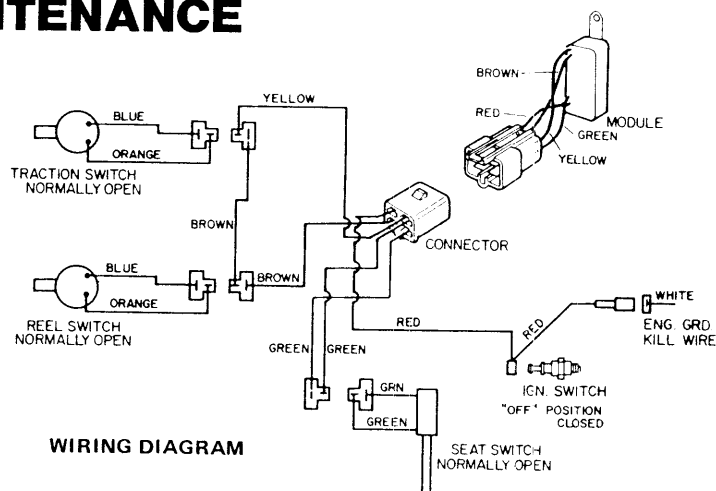 ITENANCE
BROWN
RED
MODULE
GREEN
YELLOW
YELLOW
BLUE
ORANGE
TRACTION SWITCH
NORMALLY OPEN
BROWN
CONNECTOR
BLUE
BROWN
ORANGE
REEL SWITCH
NORMALLY OPEN
RED
RED
WHITE
ENG. GRD
KILL WIRE
GREEN
GREEN
IGN. SWITCH
"OFF" POSITION
CLOSED
GRN
GREEN
WIRING DIAGRAM
SEAT SWITCH
NORMALLY OPEN